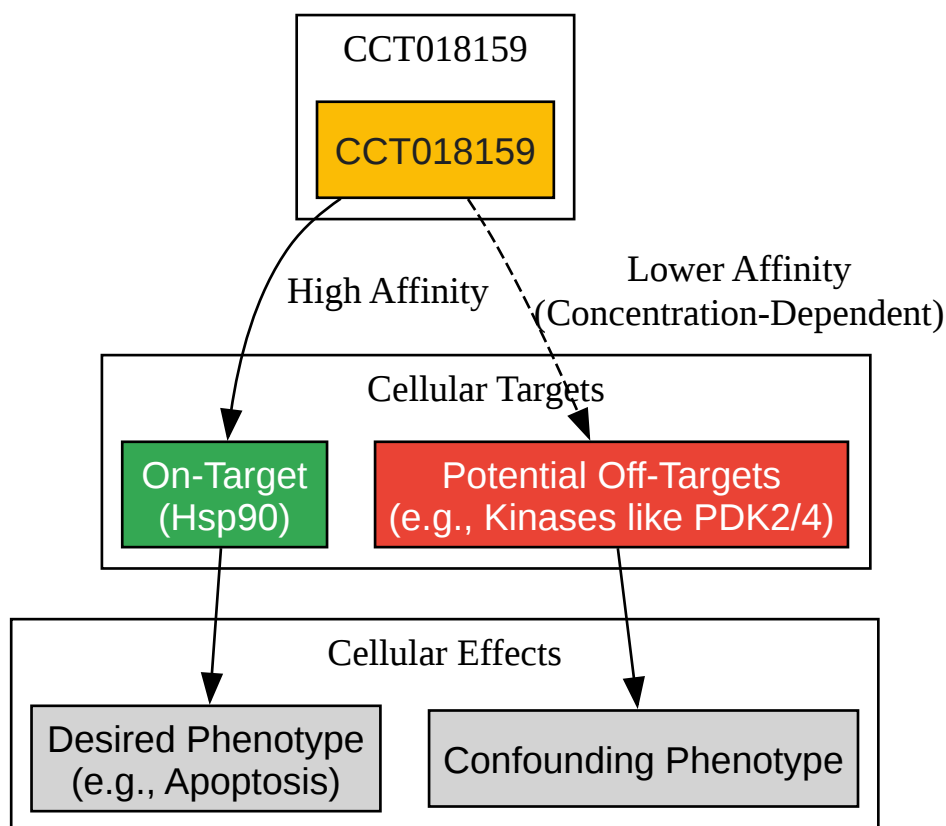 CCT018159
CCT018159
High Affinity
Lower Affinity
(Concentration-Dependent)
Cellular Targets
On-Target
(Hsp90)
Potential Off-Targets
(e.g., Kinases like PDK2/4)
Cellular Effects
Desired Phenotype
(e.g., Apoptosis)
Confounding Phenotype